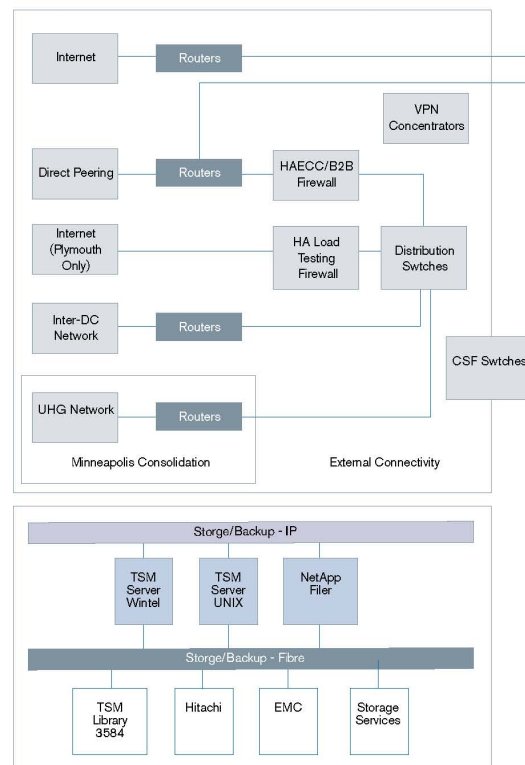 Internet
Routers
VPN
Concentrators
Direct Peering
Routers
HAECC/B2B
Firewall
Internet
(Plymouth
Only)
HA Load
Testing
Firewall
Distribution
Swtches
Inter-DC
Network
Routers
CSF Swtches
UHG Network
Routers
Minneapolis Consolidation
External Connectivity
Storge/Backup - IP
TSM
Server
Wintel
TSM
Server
UNIX
NetApp
Filer
Storge/Backup - Fibre
TSM
Library
3584
Hitachi
EMC
Storage
Services